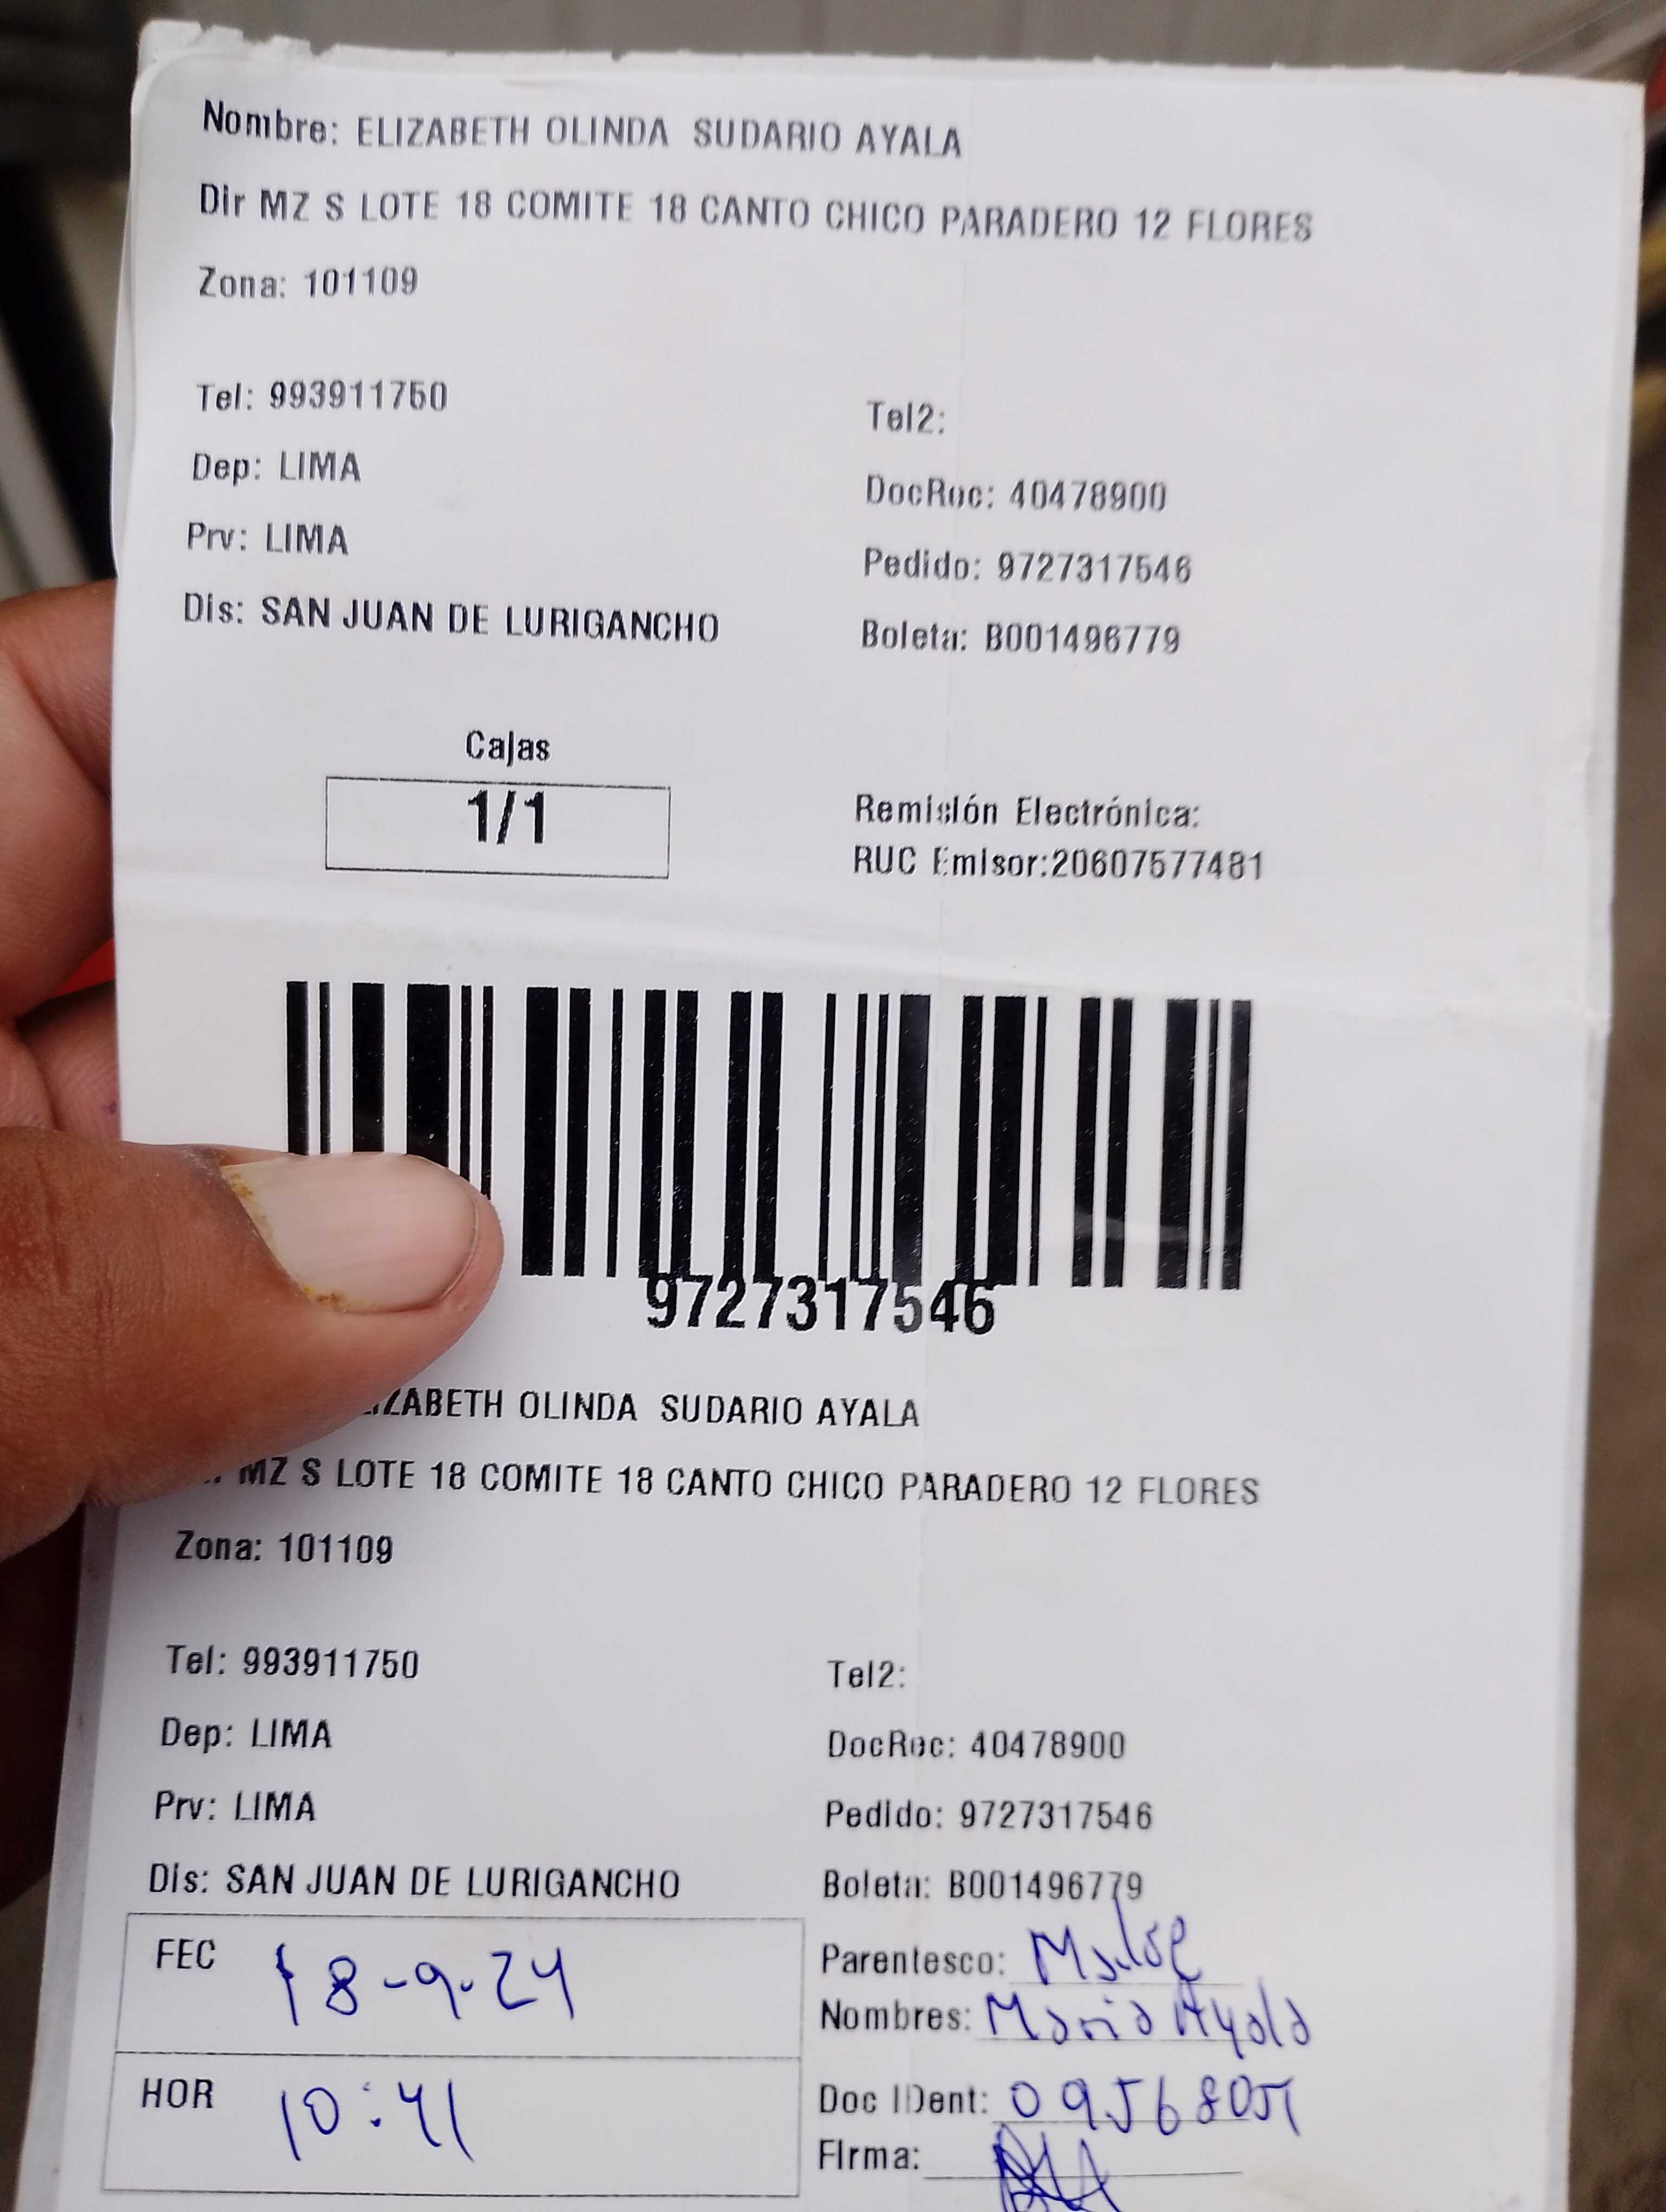 Nombre: ELIZABETH OLINDA SUDARIO AYALA
Dir MZ S LOTE 18 COMITE 18 CANTO CHICO PARADERO 12 FLORES
Zona: 101109
Tel: 993911750
Tel2:
Dep: LIMA
DocRec: 40478900
Prv: LIMA
Pedido: 9727317546
Dis: SAN JUAN DE LURIGANCHO
Boleta: B001496779
Cajas
1/1
Remisión Electrónica:
RUC Emisor:20607577481
9727317546
OLINDA SUDARIO AYALA
MZ S LOTE 18 COMITE 18 CANTO CHICO PARADERO 12 FLORES
Zona: 101109
Tel: 993911750
Tel2:
Dep: LIMA
DocRec: 40478900
Prv: LIMA
Pedido: 9727317546
Dis: SAN JUAN DE LURIGANCHO
Boleta: B001496779
FEC 18-9-24
Parentesco:
Nombres: Maria Ayala
HOR 10:41
Doc IDent:
Firma: